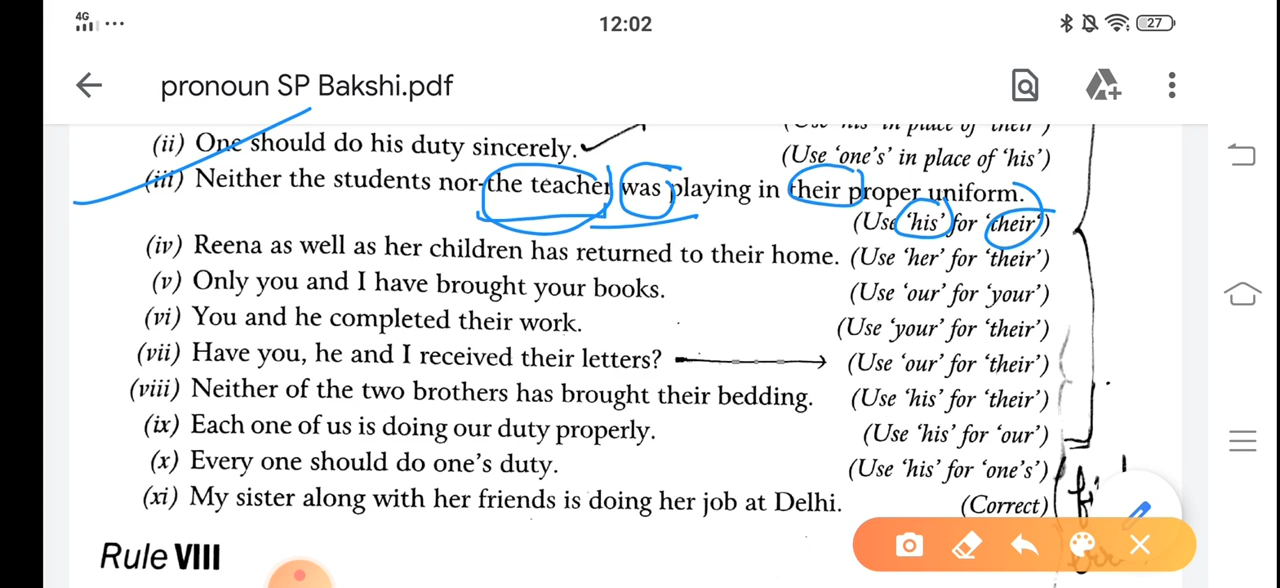 4G 12:02 27
pronoun SP Bakshi.pdf
(Use 'his' in place of 'their')
(ii) One should do his duty sincerely. (Use 'one's' in place of 'his')
(iii) Neither the students nor the teacher was playing in their proper uniform.
(Use 'his' for 'their')
(iv) Reena as well as her children has returned to their home. (Use 'her' for 'their')
(v) Only you and I have brought your books. (Use 'our' for 'your')
(vi) You and he completed their work. (Use 'your' for 'their')
(vii) Have you, he and I received their letters? (Use 'our' for 'their')
(viii) Neither of the two brothers has brought their bedding. (Use 'his' for 'their')
(ix) Each one of us is doing our duty properly. (Use 'his' for 'our')
(x) Every one should do one's duty. (Use 'his' for 'one's')
(xi) My sister along with her friends is doing her job at Delhi. (Correct)
Rule VIII